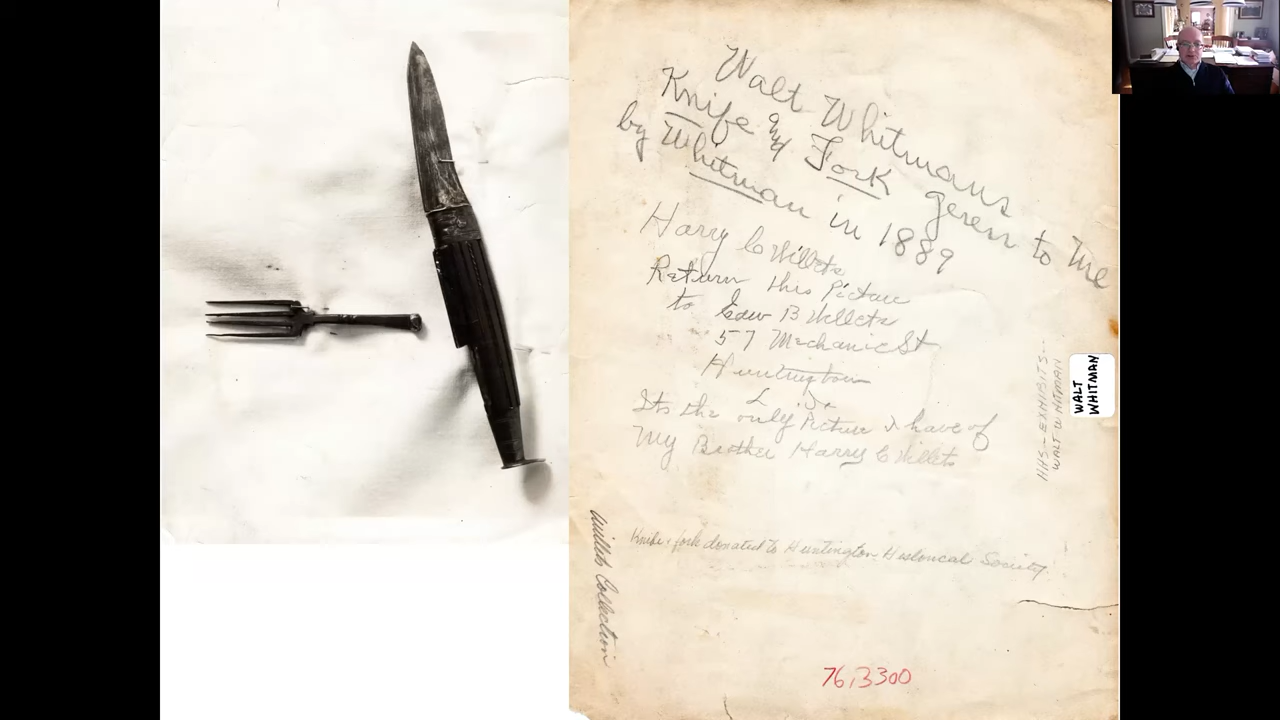 Walt Whitmans
Knife and Fork geren to Me
by Whitman in 1889
Harry C Willets
Return this Picture
to Edw B Willets
57 Mechanic St
Huntington
L. I.
Its the only Picture I have of
My Brother Harry C Willets
Knife & fork donated to Huntington Historical Society
Willets Collection
76.3300
HHS - EXHIBITS --
WALT WHITMAN
WALT
WHITMAN